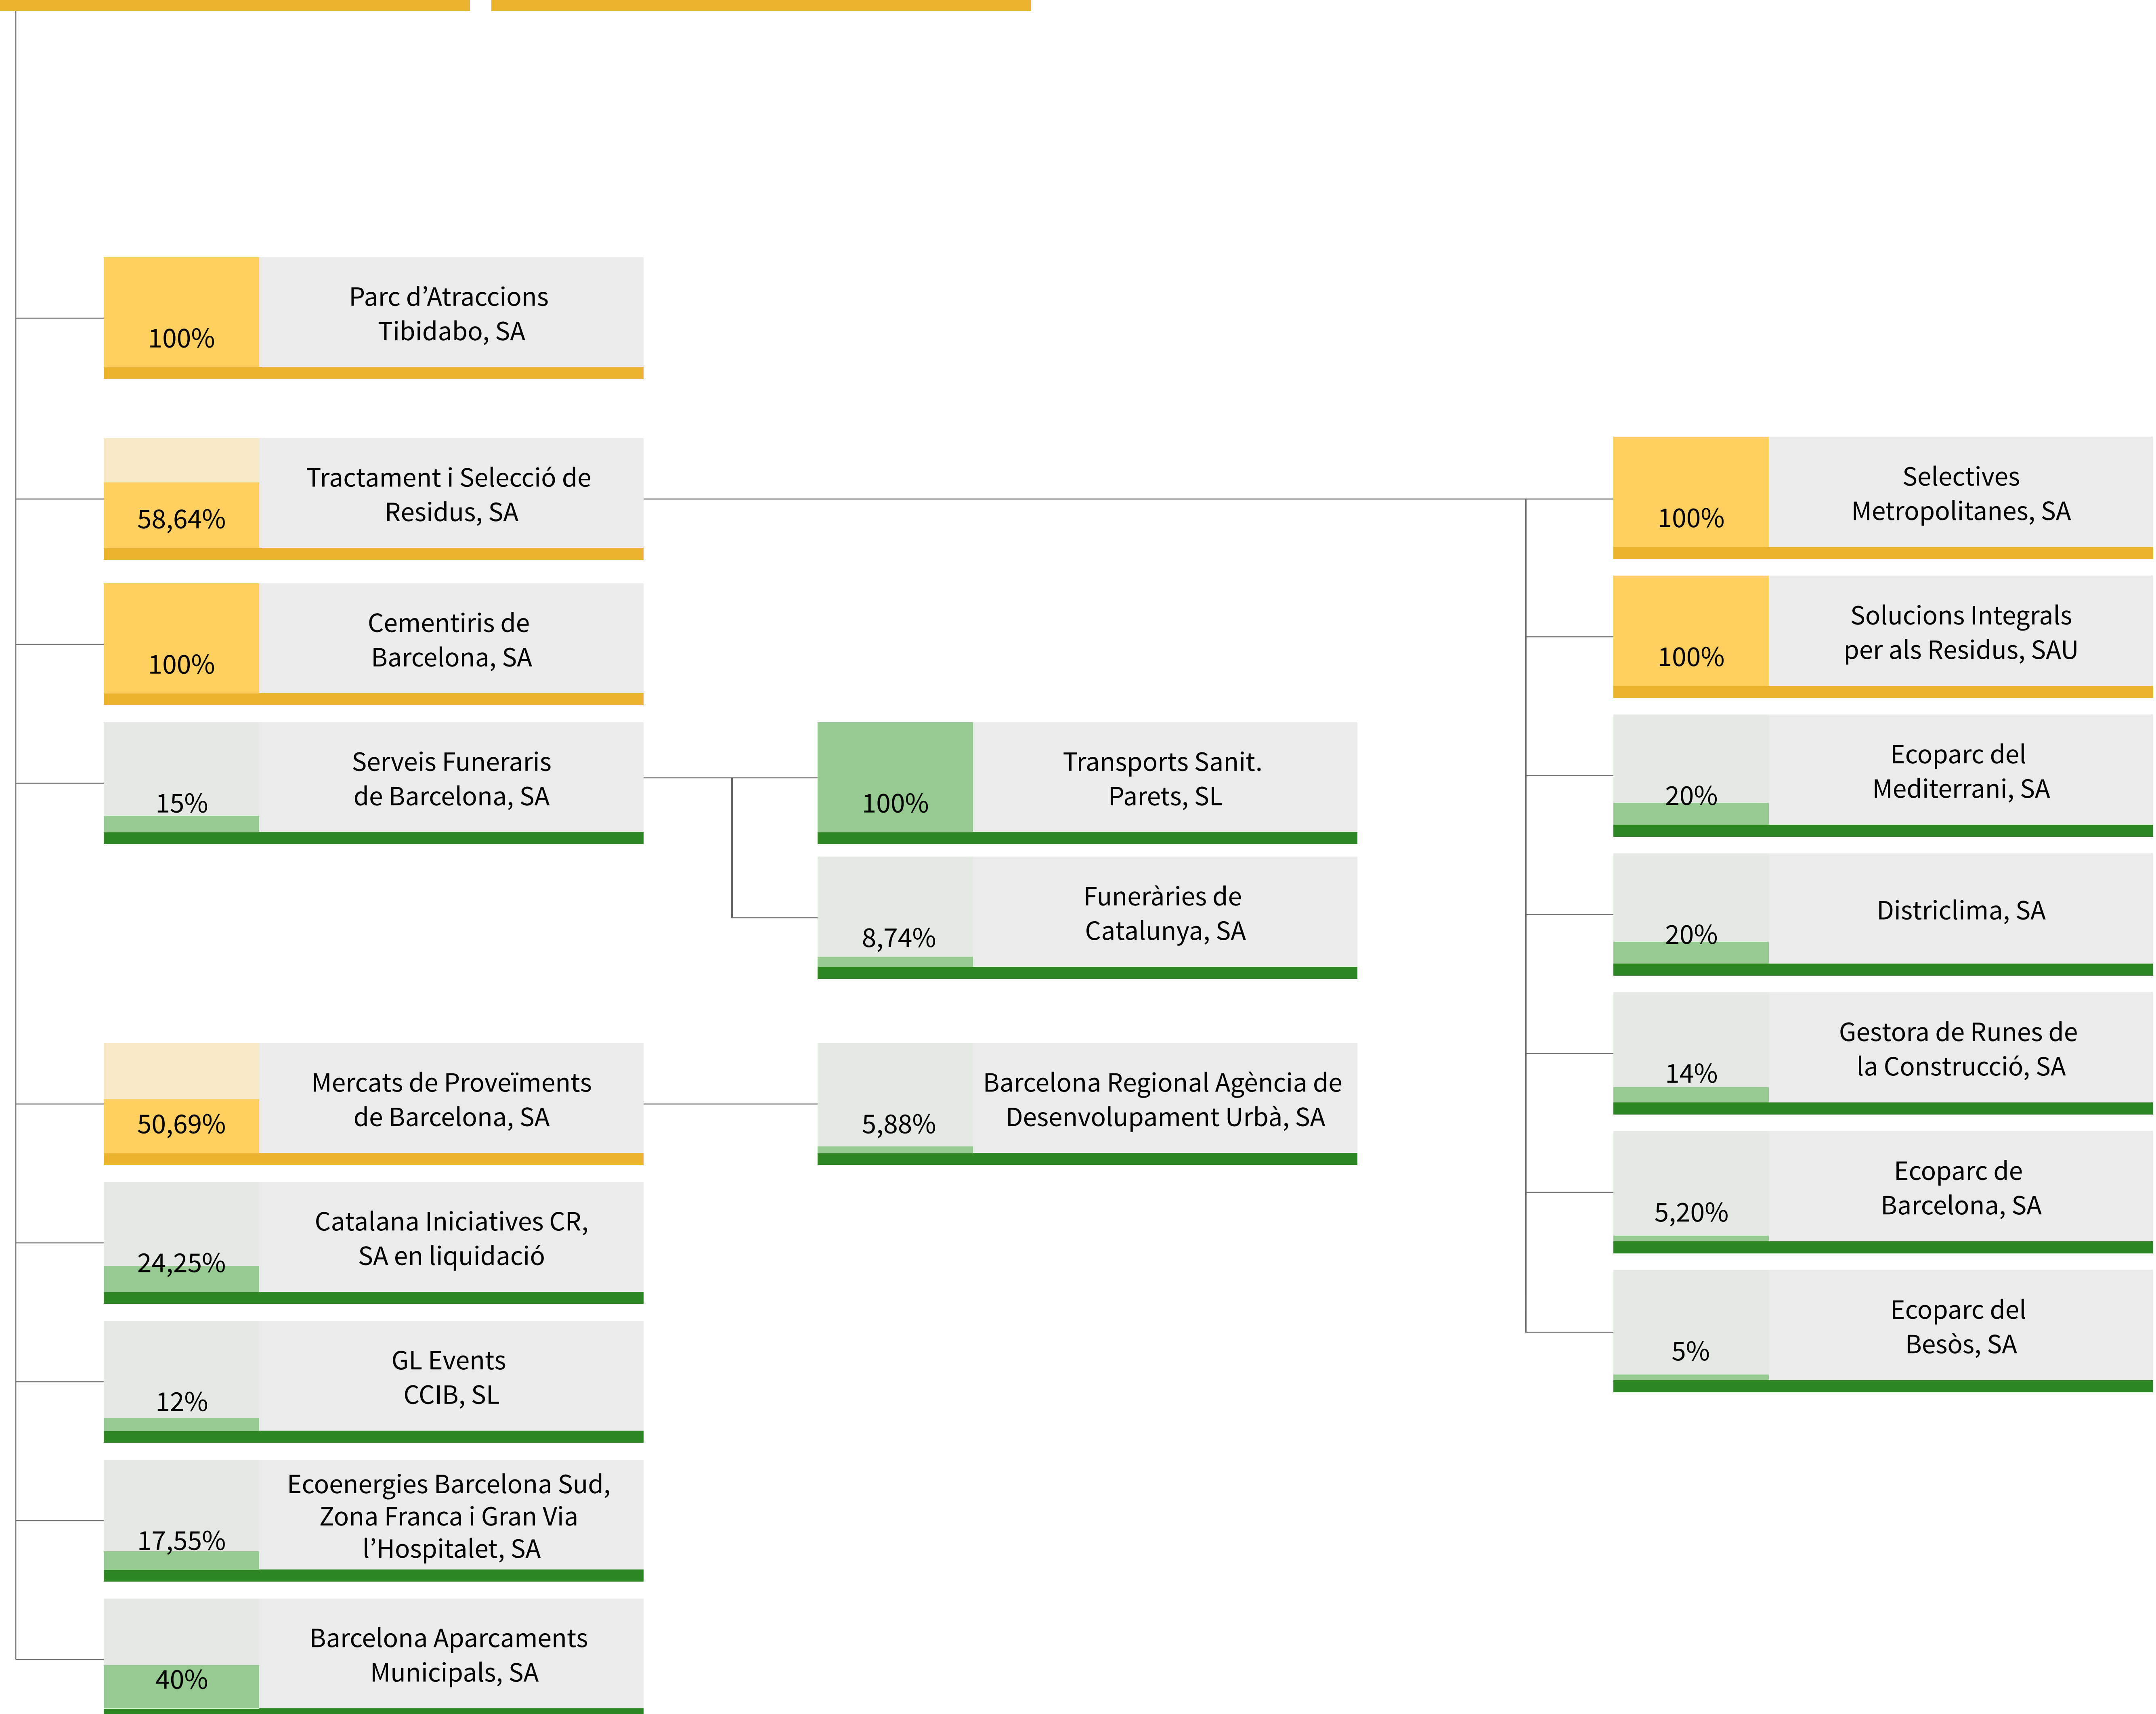 100%
Parc d’Atraccions
Tibidabo, SA
58,64%
Tractament i Selecció de
Residus, SA
100%
Cementiris de
Barcelona, SA
15%
Serveis Funeraris
de Barcelona, SA
100%
Transports Sanit.
Parets, SL
8,74%
Funeràries de
Catalunya, SA
50,69%
Mercats de Proveïments
de Barcelona, SA
5,88%
Barcelona Regional Agència de
Desenvolupament Urbà, SA
24,25%
Catalana Iniciatives CR,
SA en liquidació
12%
GL Events
CCIB, SL
17,55%
Ecoenergies Barcelona Sud,
Zona Franca i Gran Via
l’Hospitalet, SA
40%
Barcelona Aparcaments
Municipals, SA
100%
Selectives
Metropolitanes, SA
100%
Solucions Integrals
per als Residus, SAU
20%
Ecoparc del
Mediterrani, SA
20%
Districlima, SA
14%
Gestora de Runes de
la Construcció, SA
5,20%
Ecoparc de
Barcelona, SA
5%
Ecoparc del
Besòs, SA